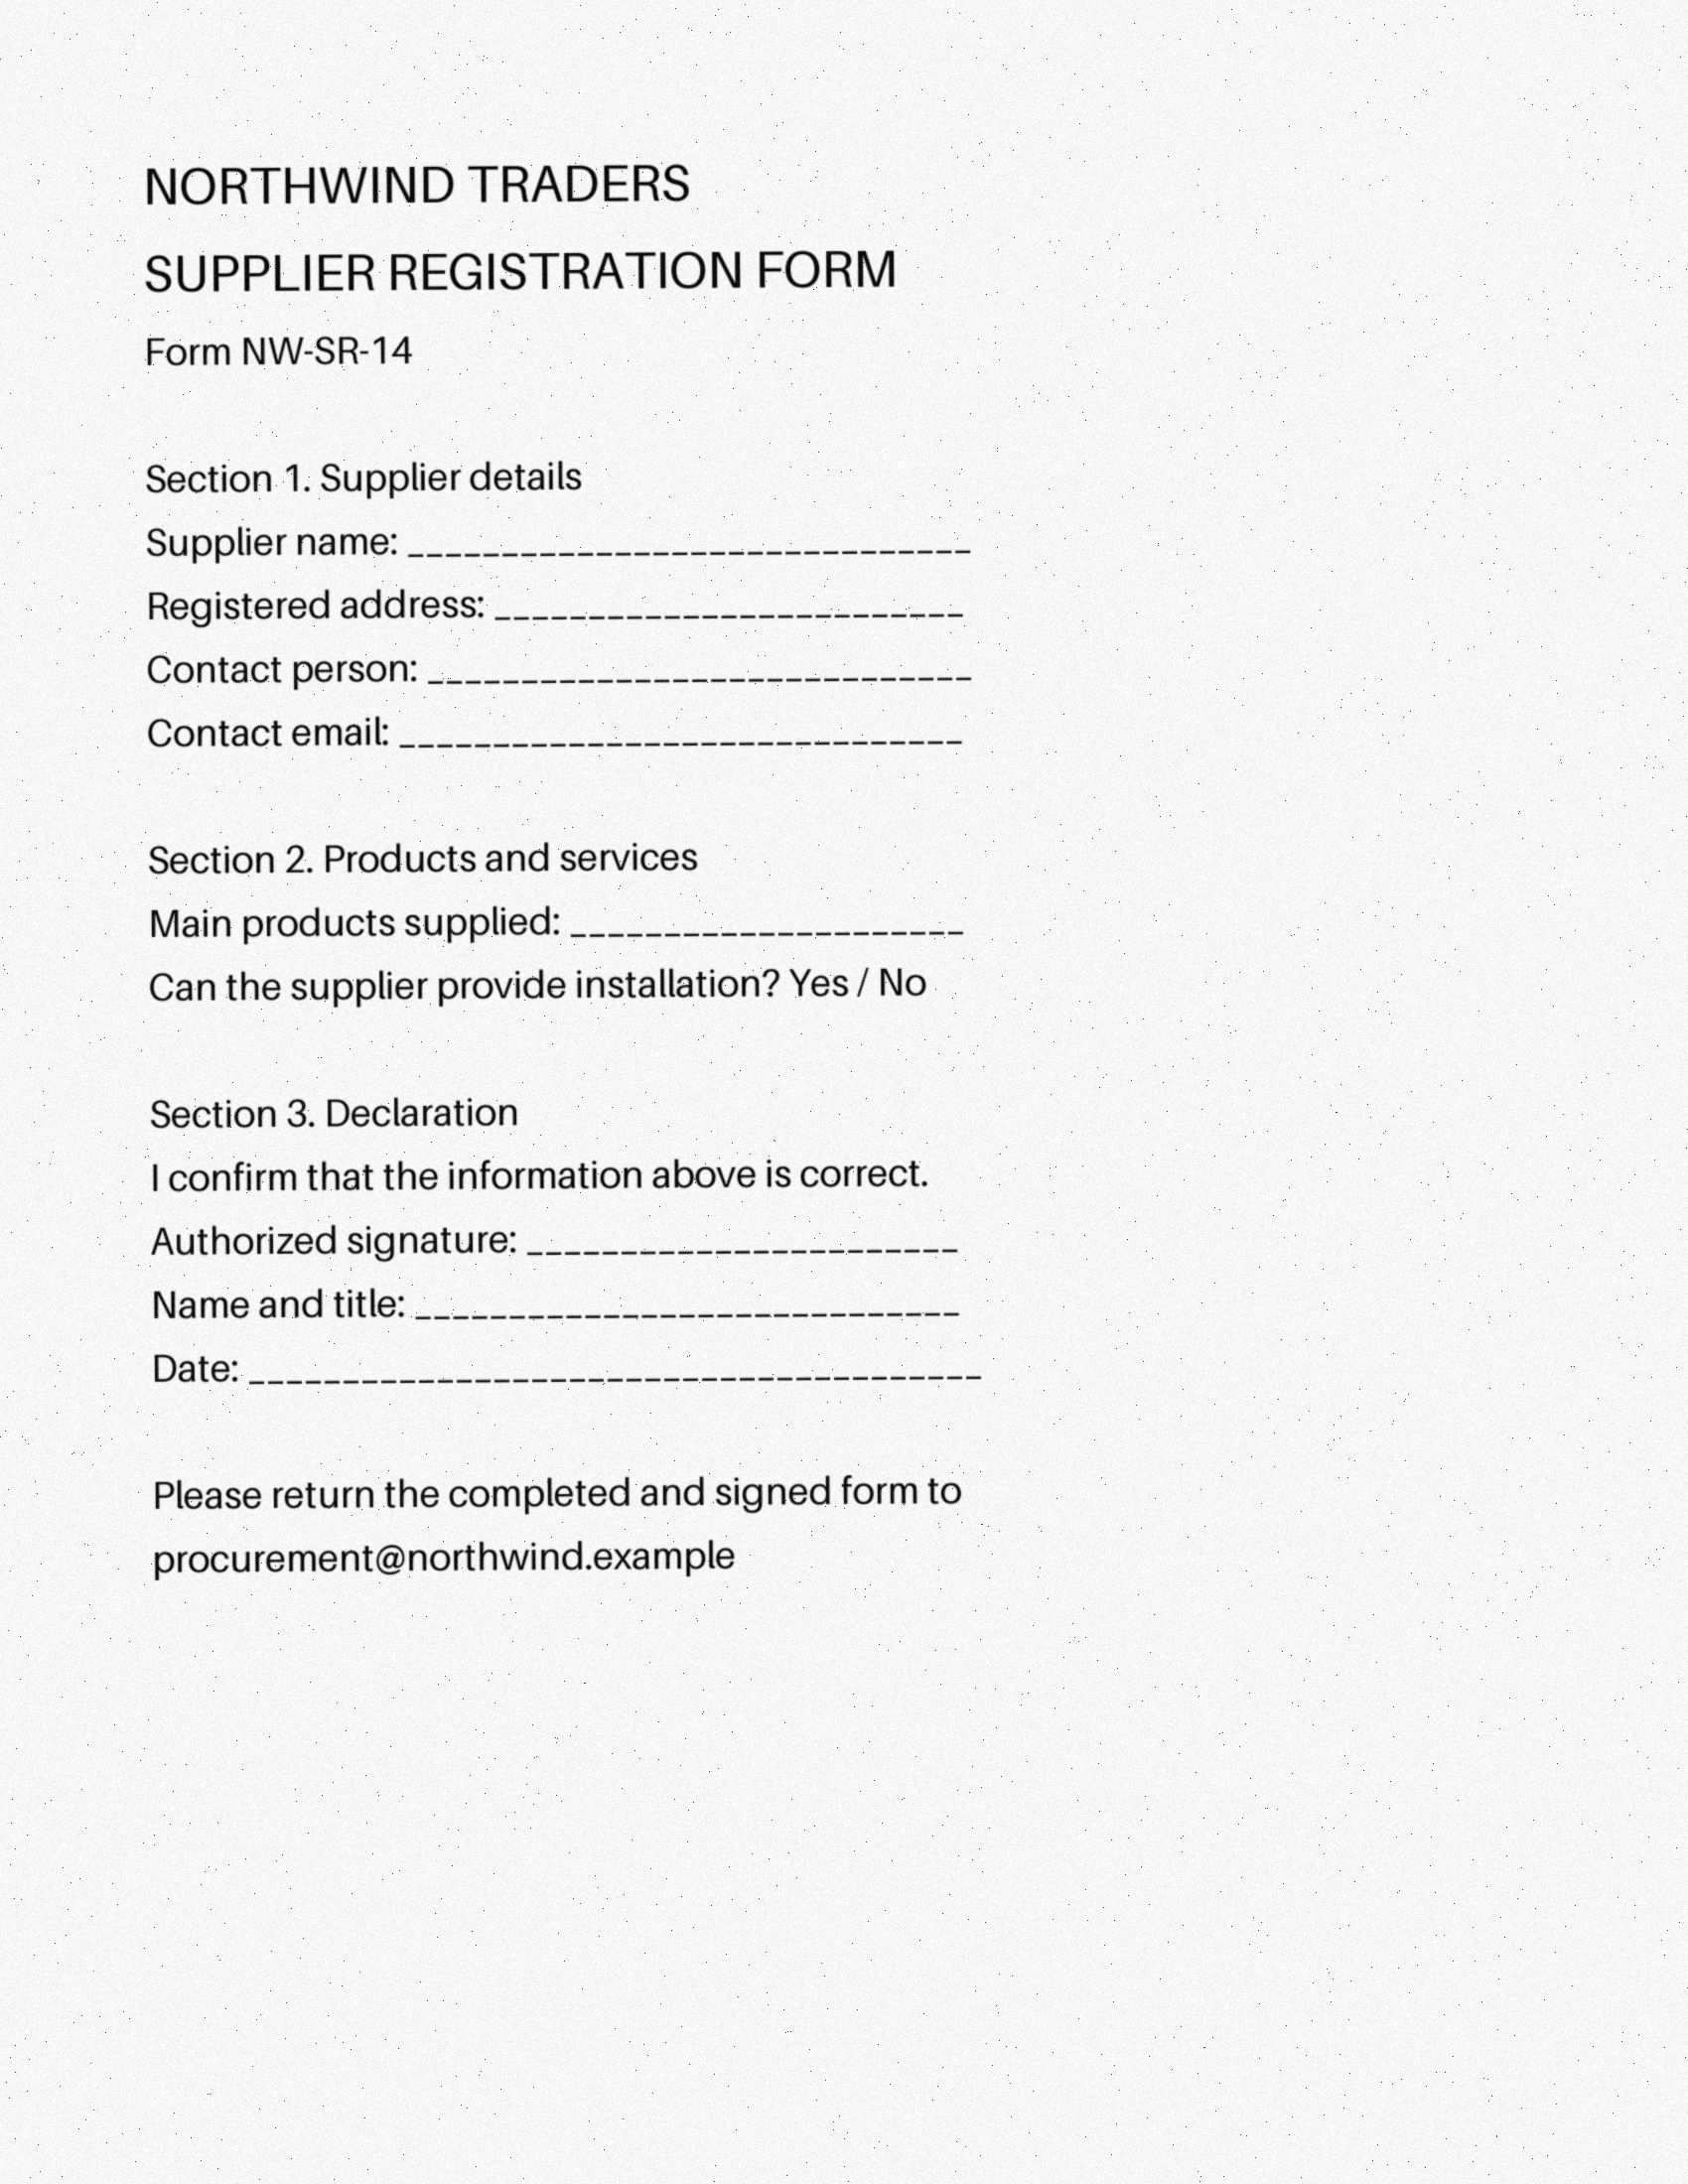 NORTHWIND TRADERS
SUPPLIER REGISTRATION FORM
Form NW-SR-14
Section 1. Supplier details
Supplier name: ______________________________
Registered address: _________________________
Contact person: _____________________________
Contact email: ______________________________
Section 2. Products and services
Main products supplied: _____________________
Can the supplier provide installation? Yes / No
Section 3. Declaration
I confirm that the information above is correct.
Authorized signature: _______________________
Name and title: _____________________________
Date: _______________________________________
Please return the completed and signed form to
procurement@northwind.example